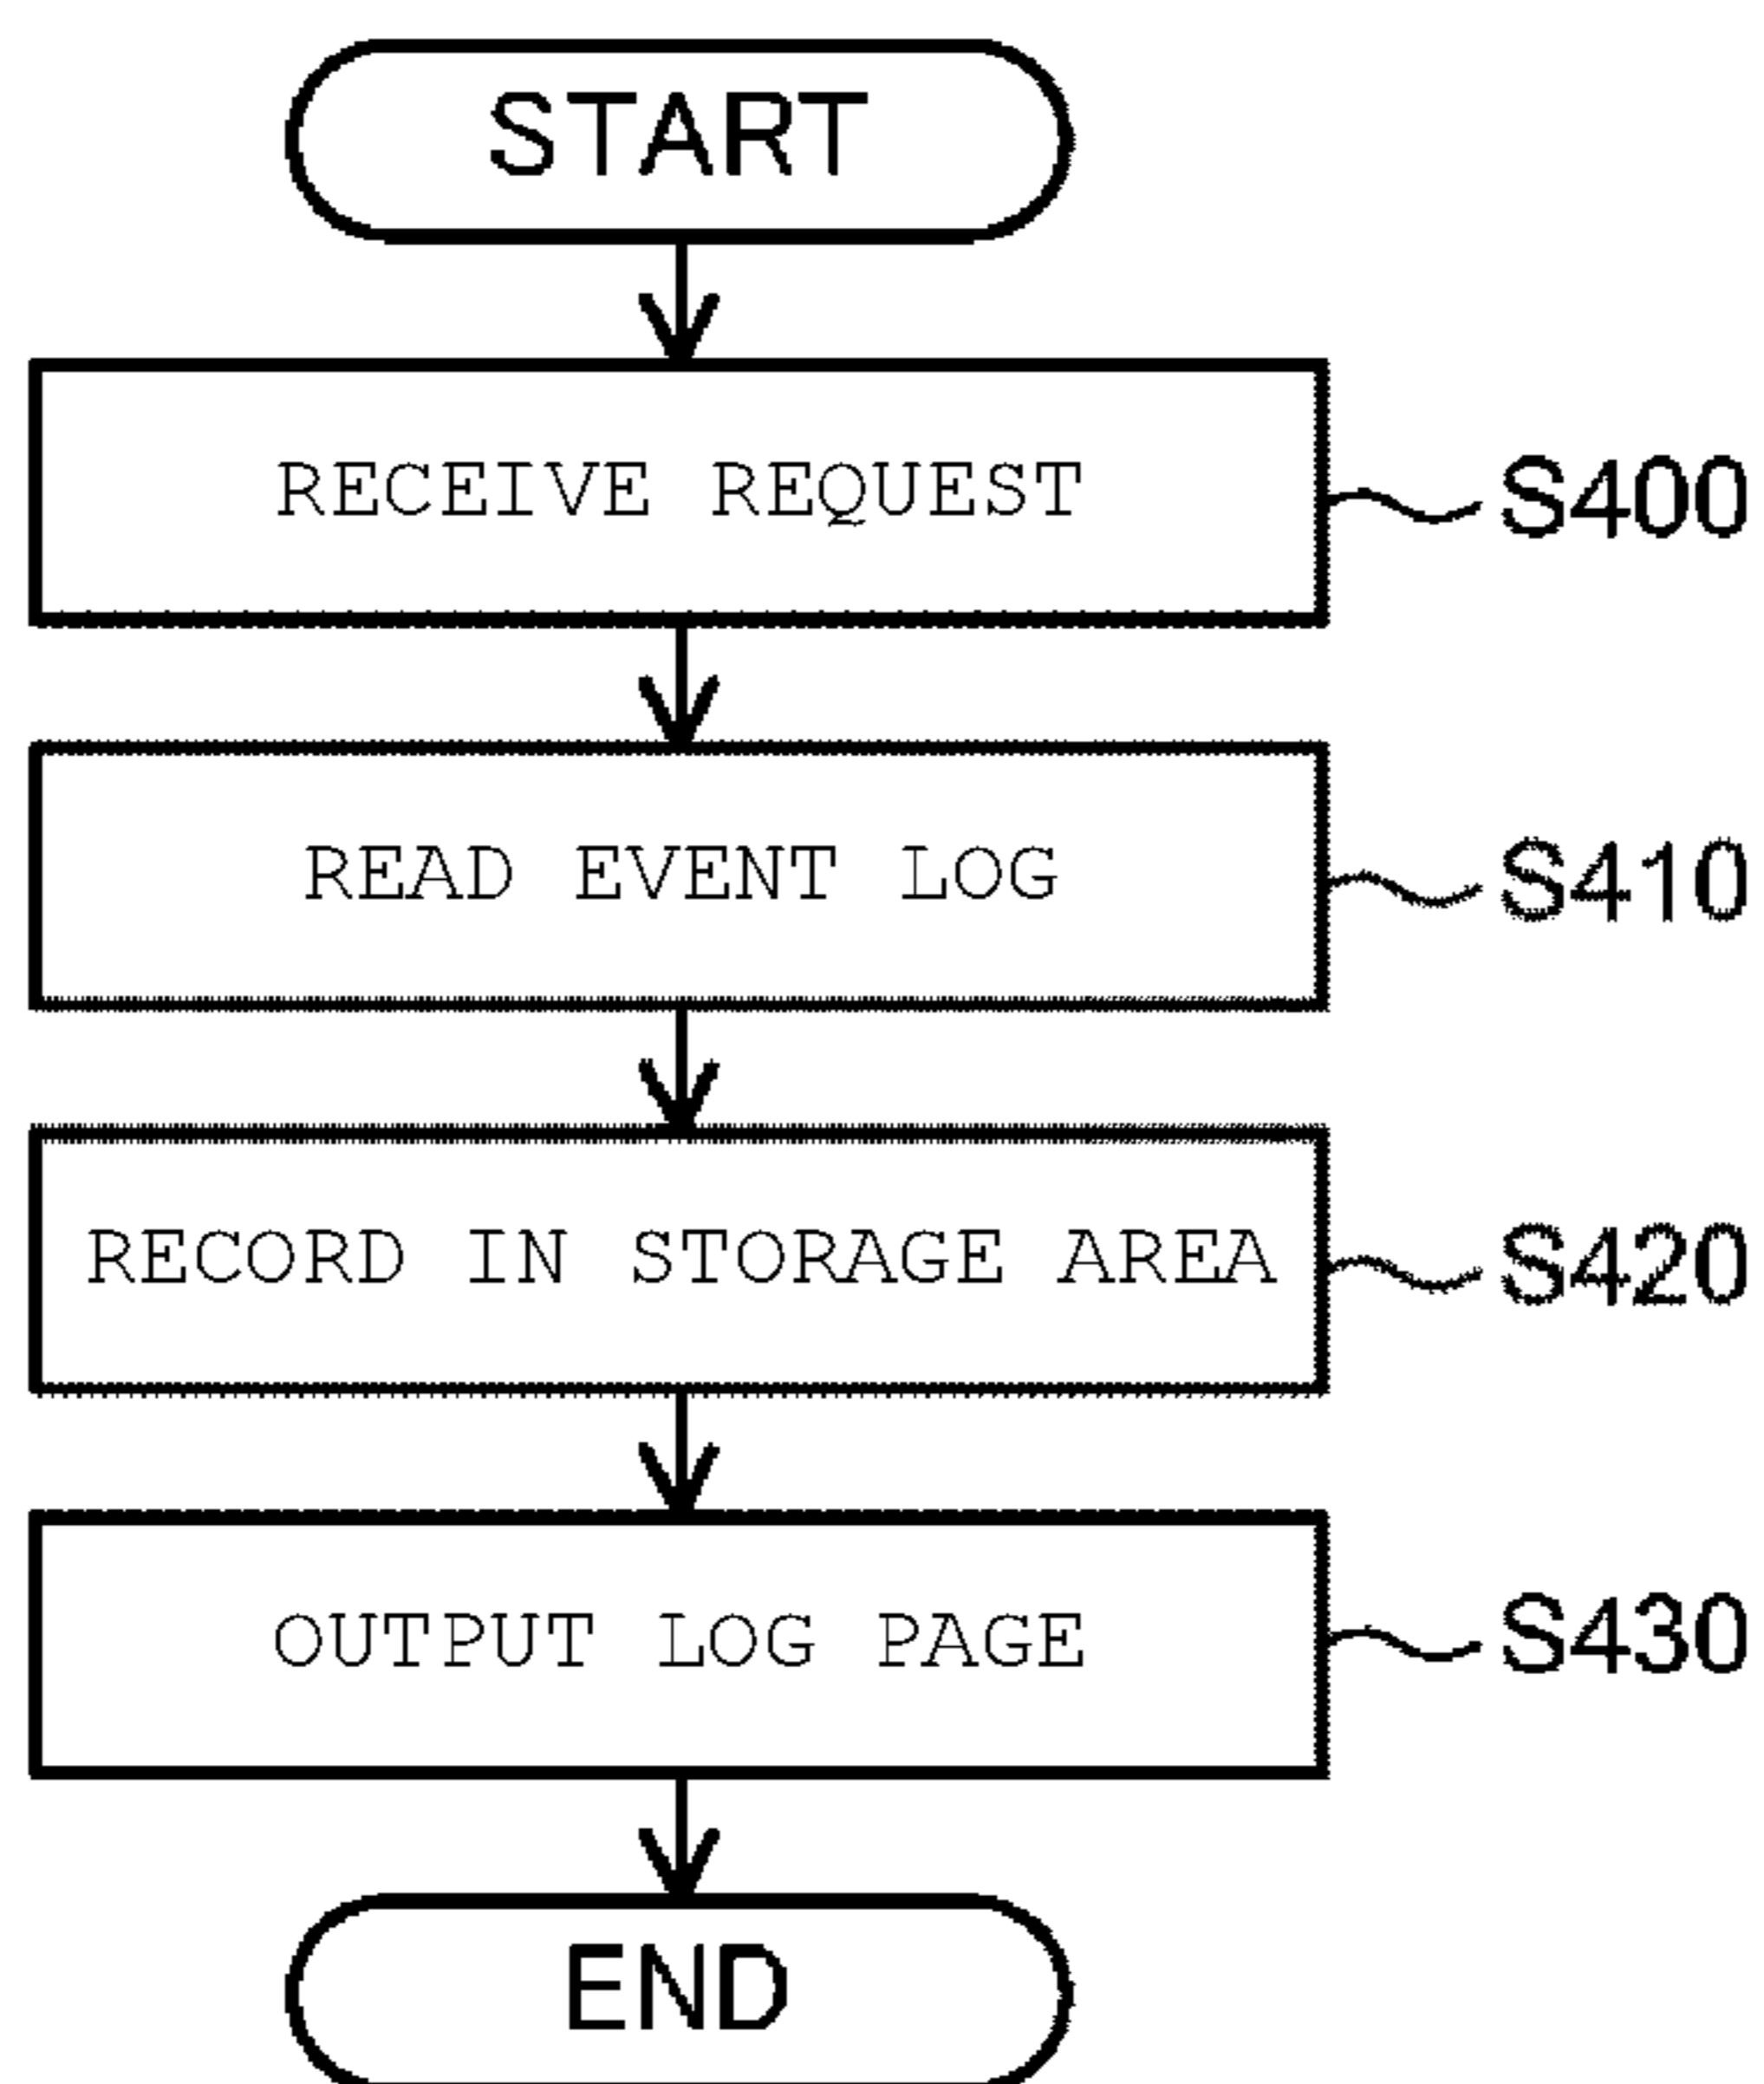 START
RECEIVE REQUEST
S400
READ EVENT LOG
S410
RECORD IN STORAGE AREA
S420
OUTPUT LOG PAGE
S430
END